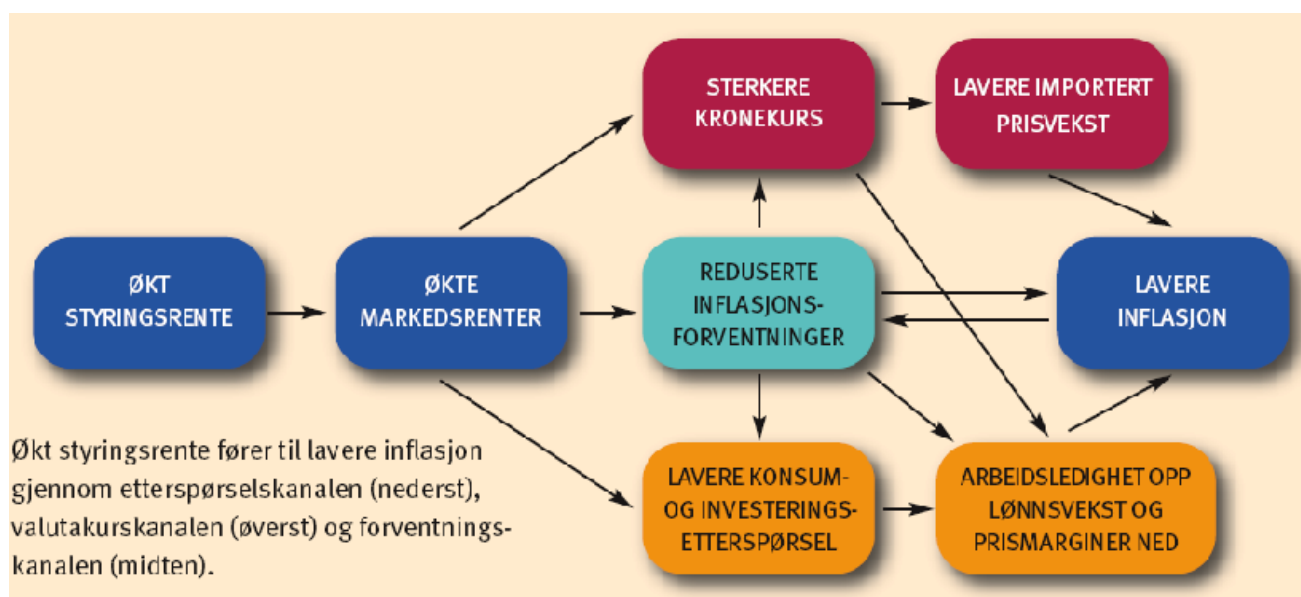 STERKERE
KRONEKURS
LAVERE IMPORTERT
PRISVEKST
ØKT
STYRINGSRENTE
ØKTE
MARKEDSRENTER
REDUSERTE
INFLASJONS-
FORVENTNINGER
LAVERE
INFLASJON
Økt styringsrente fører til lavere inflasjon
gjennom etterspørselskanalen (nederst),
valutakurskanalen (øverst) og forventnings-
kanalen (midten).
LAVERE KONSUM-
OG INVESTERINGS-
ETTERSPØRSEL
ARBEIDSLEDIGHET OPP
LØNNSVEKST OG
PRISMARGINER NED